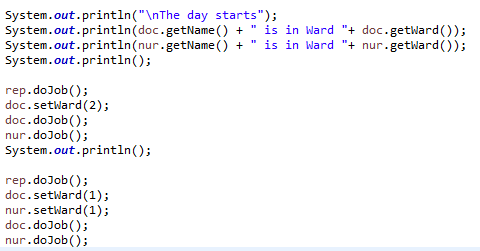 System.out.println("\nThe day starts");
System.out.println(doc.getName() + " is in Ward "+ doc.getWard());
System.out.println(nur.getName() + " is in Ward "+ nur.getWard());
System.out.println();
rep.doJob();
doc.setWard(2);
doc.doJob();
nur.doJob();
System.out.println();
rep.doJob();
doc.setWard(1);
nur.setWard(1);
doc.doJob();
nur.doJob();